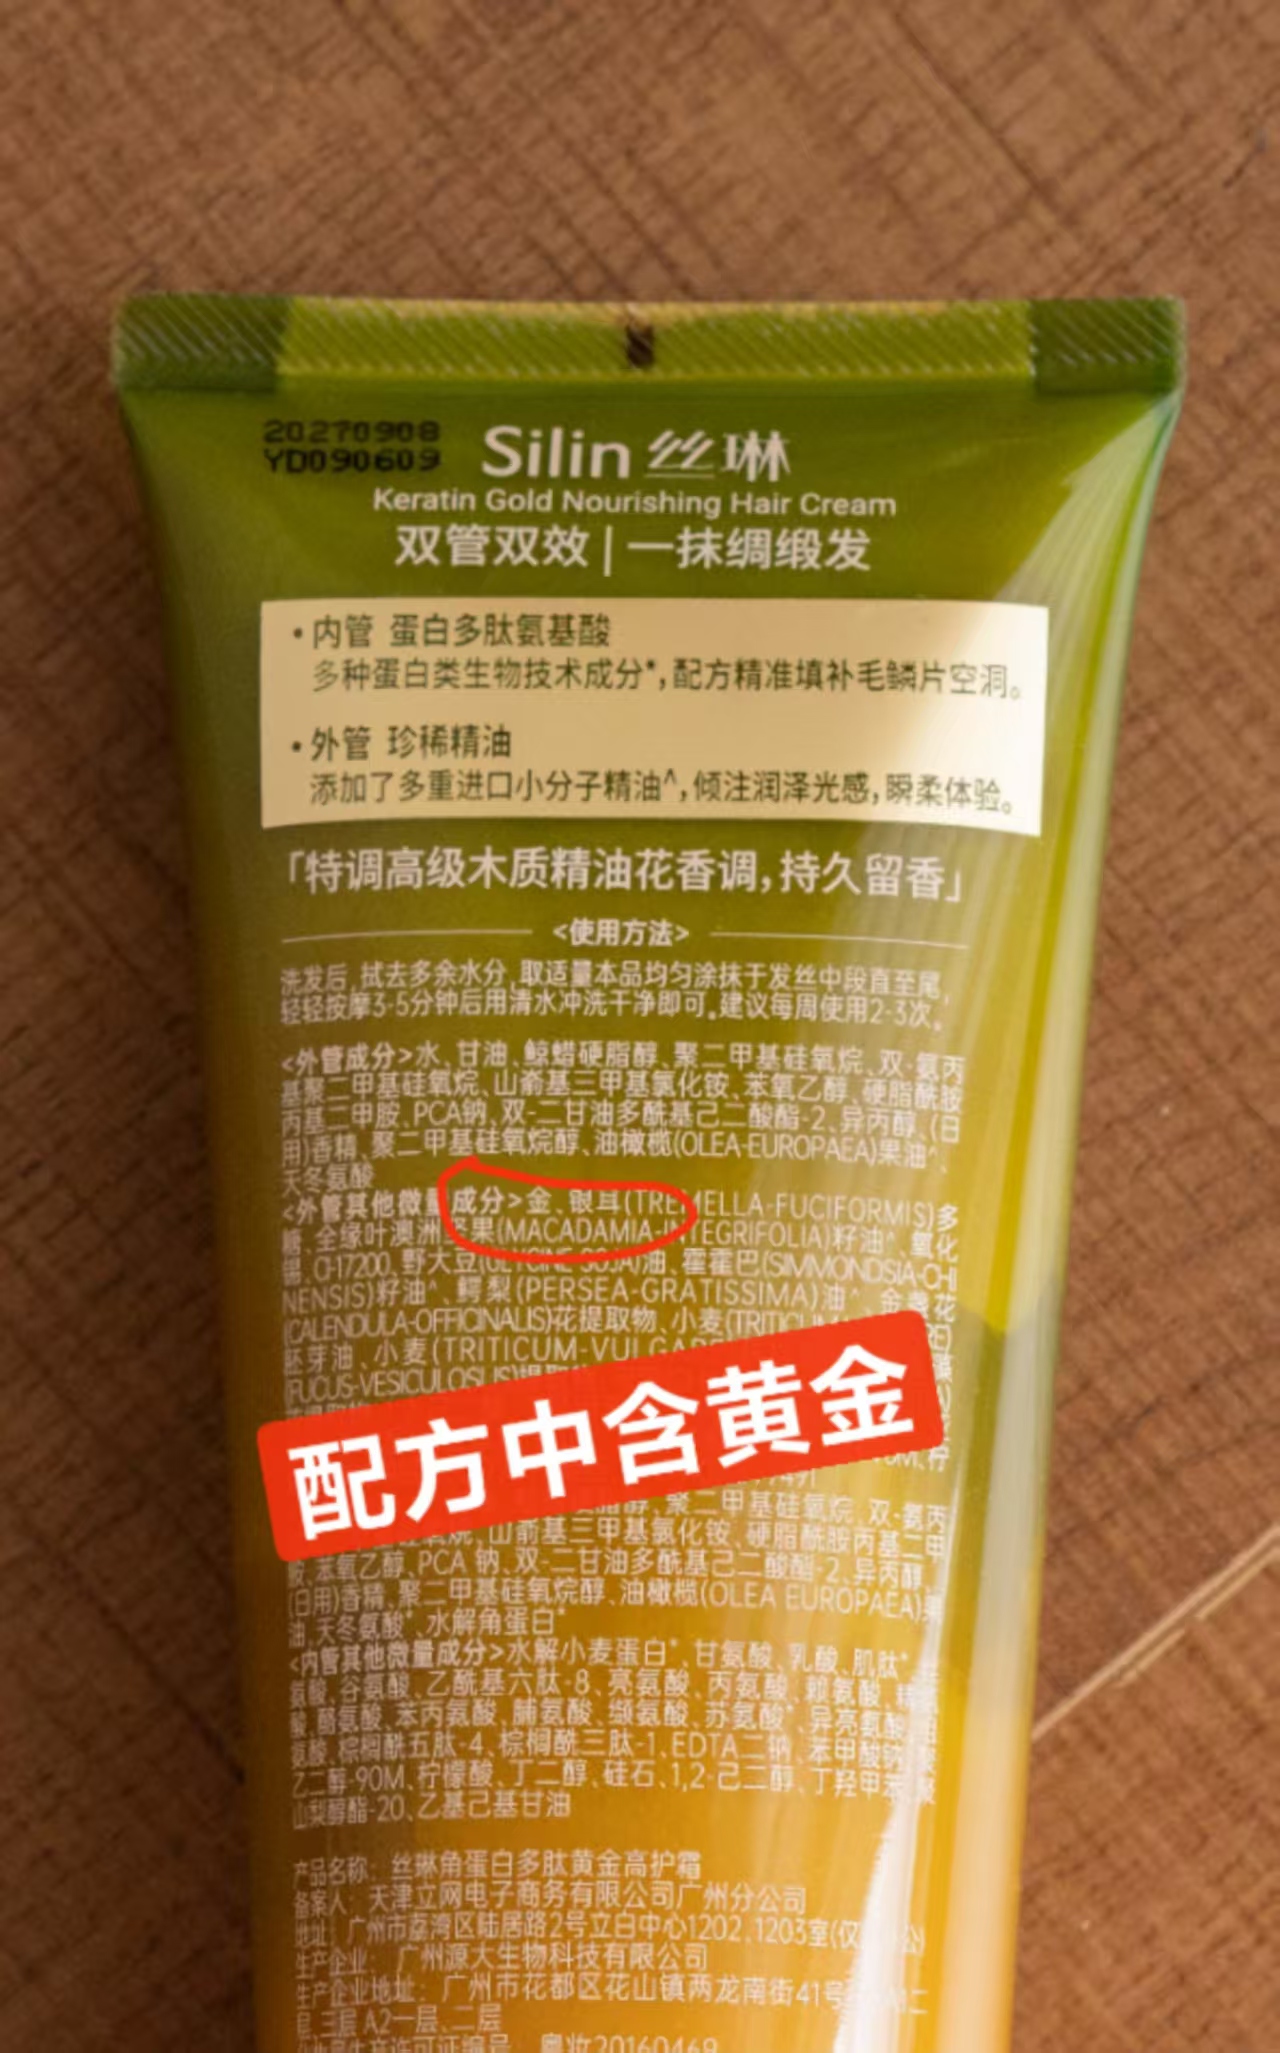 20270908
YD090609
Silin 丝琳
Keratin Gold Nourishing Hair Cream
双管双效|一抹绸缎发
•内管 蛋白多肽氨基酸
多种蛋白类生物技术成分*,配方精准填补毛鳞片空洞。
•外管 珍稀精油
添加了多重进口小分子精油^,倾注润泽光感,瞬柔体验。
「特调高级木质精油花香调,持久留香」
<使用方法>
洗发后,拭去多余水分,取适量本品均匀涂抹于发丝中段直至尾,
轻轻按摩3-5分钟后用清水冲洗干净即可。建议每周使用2-3次。
<外管成分>水、甘油、鲸蜡硬脂醇、聚二甲基硅氧烷、双-氨丙
基聚二甲基硅氧烷、山嵛基三甲基氯化铵、苯氧乙醇、硬脂酰胺
丙基二甲胺、PCA钠、双-二甘油多酰基己二酸酯-2、异丙醇、(日
用)香精、聚二甲基硅氧烷醇、油橄榄(OLEA-EUROPAEA)果油^、
天冬氨酸
<外管其他微量成分>金、银耳(TREMELLA-FUCIFORMIS)多
糖、全缘叶澳洲坚果(MACADAMIA-INTEGRIFOLIA)籽油^、氧化
锡、CI-17200、野大豆(GLYCINE-SOJA)油、霍霍巴(SIMMONDSIA-CHI
NENSIS)籽油^、鳄梨(PERSEA-GRATISSIMA)油^、金盏花
(CALENDULA-OFFICINALIS)花提取物、小麦
胚芽油、小麦(TRITICUM-
(FUCUS-VESICULOSUS)
配方中含黄金
聚二甲基硅氧烷、双-氨丙
山嵛基三甲基氯化铵、硬脂酰胺丙基二甲
胺、苯氧乙醇、PCA 钠、双-二甘油多酰基己二酸酯-2、异丙醇、
(日用)香精、聚二甲基硅氧烷醇、油橄榄(OLEA EUROPAEA)果
油、天冬氨酸*、水解角蛋白*
<内管其他微量成分>水解小麦蛋白*、甘氨酸、乳酸、肌肽*、
氨酸、谷氨酸、乙酰基六肽-8、亮氨酸、丙氨酸、赖氨酸、
酸、酪氨酸、苯丙氨酸、脯氨酸、缬氨酸、苏氨酸*、异亮氨酸
氨酸、棕榈酰五肽-4、棕榈酰三肽-1、EDTA二钠、苯甲酸钠、聚
乙二醇-90M、柠檬酸、丁二醇、硅石、1,2-己二醇、丁羟甲苯、聚
山梨醇酯-20、乙基己基甘油
产品名称：丝琳角蛋白多肽黄金高护霜
备案人：天津立网电子商务有限公司广州分公司
地址：广州市荔湾区陆居路2号立白中心1202、1203室(仅
生产企业：广州源大生物科技有限公司
生产企业地址：广州市花都区花山镇两龙南街41号
三层 A2一层、二层
生产许可证编号：粤妆20160469